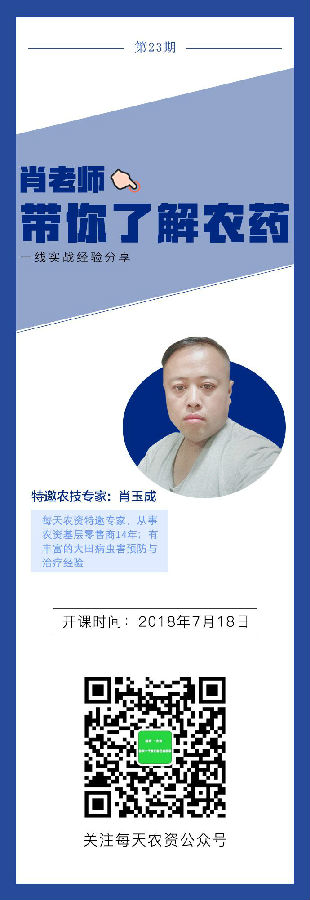 第23期
肖老师
带你了解农药
一线实战经验分享
特邀农技专家：肖玉成
每天农资特邀专家，从事
农资基层零售商14年；有
丰富的大田病虫害预防与
治疗经验
开课时间：2018年7月18日
关注每天农资公众号